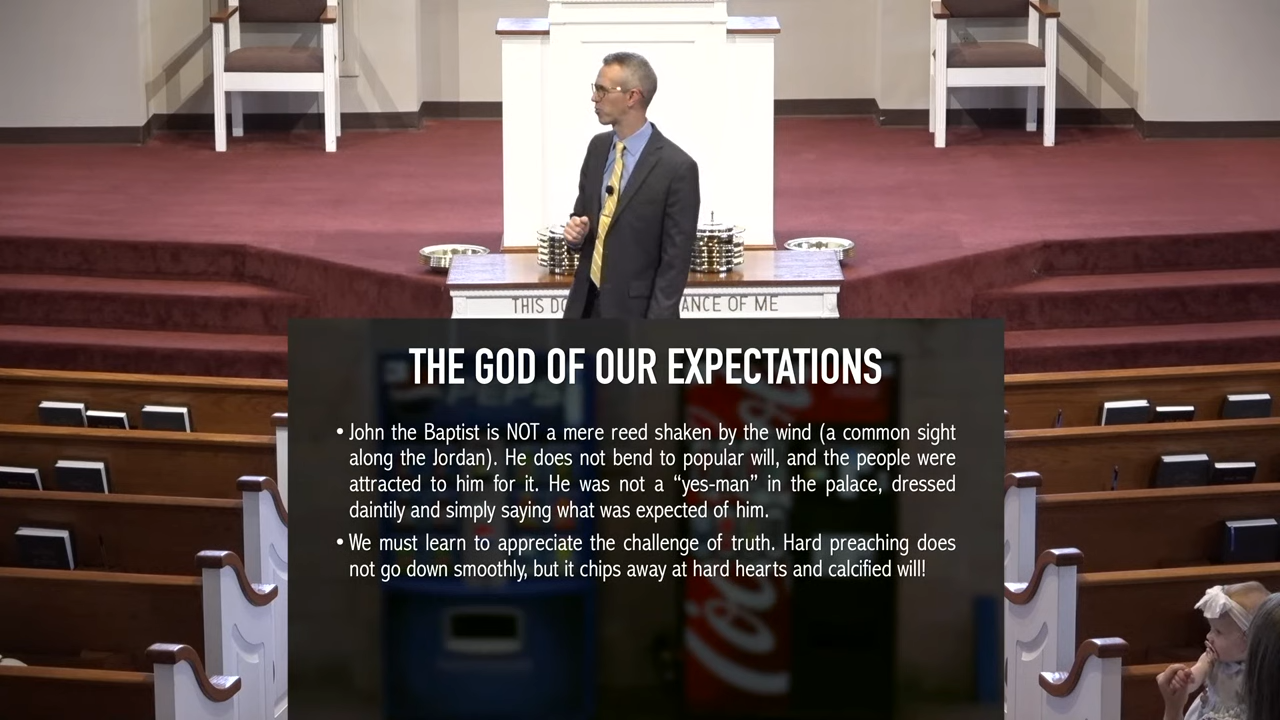 THIS DO ANCE OF ME
THE GOD OF OUR EXPECTATIONS
• John the Baptist is NOT a mere reed shaken by the wind (a common sight
along the Jordan). He does not bend to popular will, and the people were
attracted to him for it. He was not a “yes-man” in the palace, dressed
daintily and simply saying what was expected of him.
• We must learn to appreciate the challenge of truth. Hard preaching does
not go down smoothly, but it chips away at hard hearts and calcified will!
PEPSI
Coca-Cola